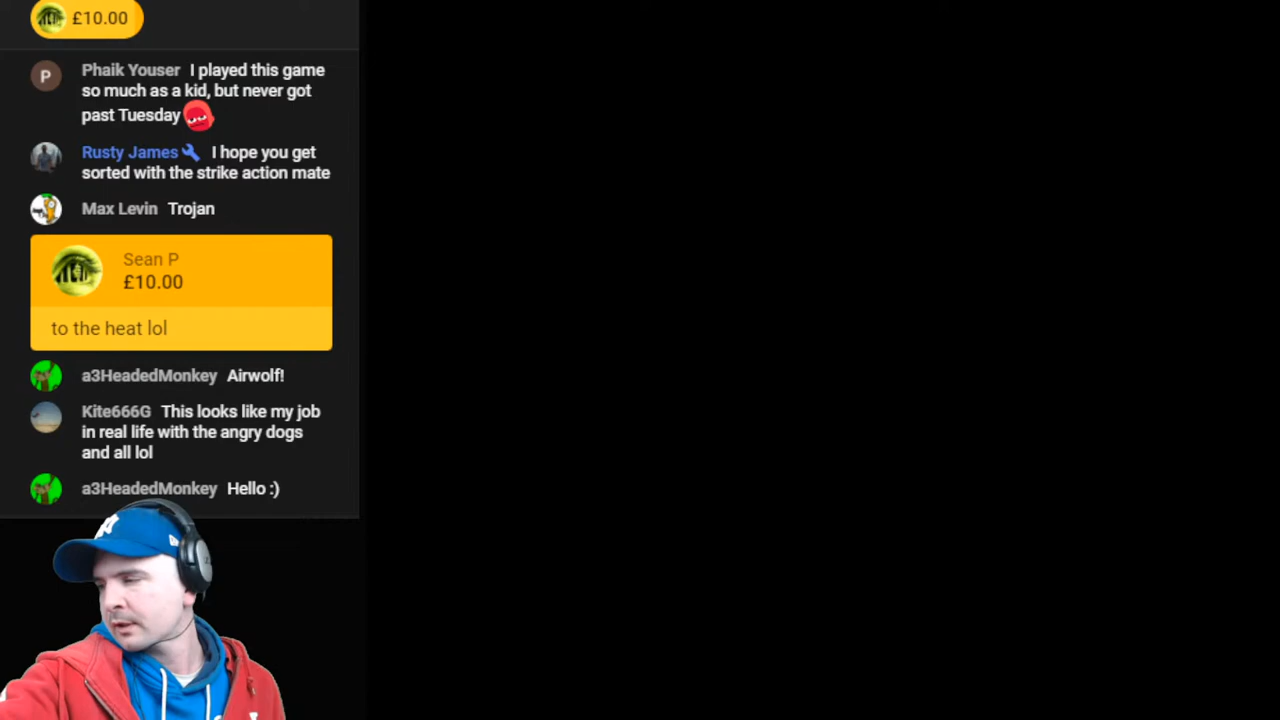 £10.00
Phaik Youser I played this game
so much as a kid, but never got
past Tuesday
P
Rusty James I hope you get
sorted with the strike action mate
Max Levin Trojan
Sean P
£10.00
to the heat lol
a3HeadedMonkey Airwolf!
Kite666G This looks like my job
in real life with the angry dogs
and all lol
a3HeadedMonkey Hello :)